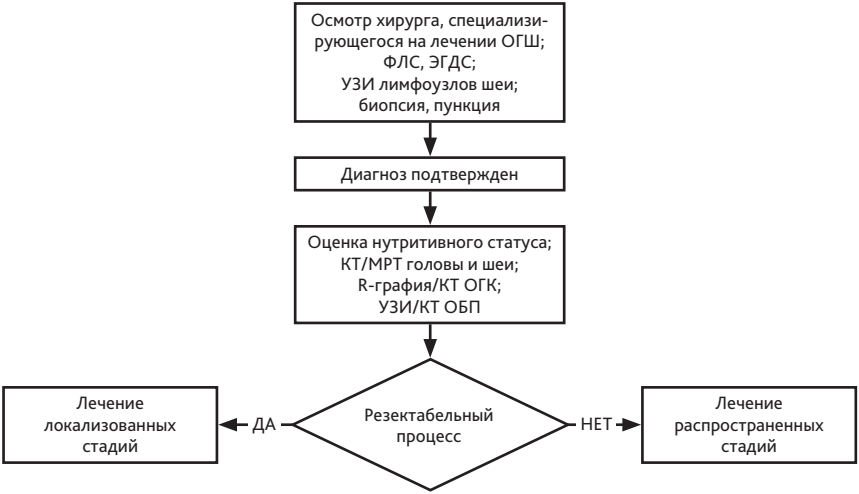 Осмотр хирурга, специализи-
рующегося на лечении ОГШ;
ФЛС, ЭГДС;
УЗИ лимфоузлов шеи;
биопсия, пункция
Диагноз подтвержден
Оценка нутритивного статуса;
КТ/МРТ головы и шеи;
R-графия/КТ ОГК;
УЗИ/КТ ОБП
Резектабельный
процесс
ДА
Лечение
локализованных
стадий
НЕТ
Лечение
распространенных
стадий